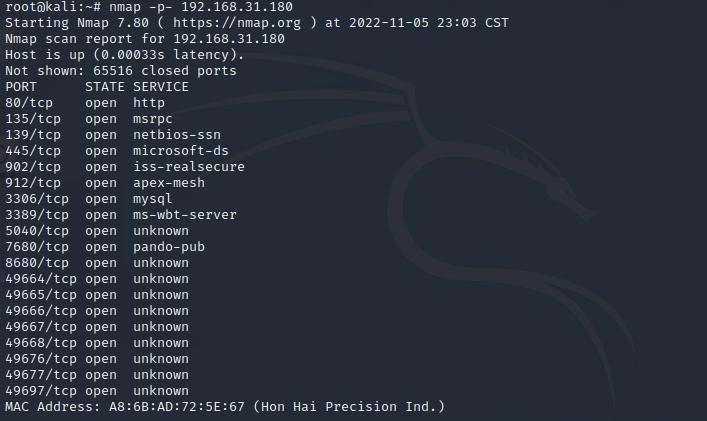 root@kali:~# nmap -p- 192.168.31.180
Starting Nmap 7.80 ( https://nmap.org ) at 2022-11-05 23:03 CST
Nmap scan report for 192.168.31.180
Host is up (0.00033s latency).
Not shown: 65516 closed ports
PORT      STATE SERVICE
80/tcp    open  http
135/tcp   open  msrpc
139/tcp   open  netbios-ssn
445/tcp   open  microsoft-ds
902/tcp   open  iss-realsecure
912/tcp   open  apex-mesh
3306/tcp  open  mysql
3389/tcp  open  ms-wbt-server
5040/tcp  open  unknown
7680/tcp  open  pando-pub
8680/tcp  open  unknown
49664/tcp open  unknown
49665/tcp open  unknown
49666/tcp open  unknown
49667/tcp open  unknown
49668/tcp open  unknown
49676/tcp open  unknown
49677/tcp open  unknown
49697/tcp open  unknown
MAC Address: A8:6B:AD:72:5E:67 (Hon Hai Precision Ind.)